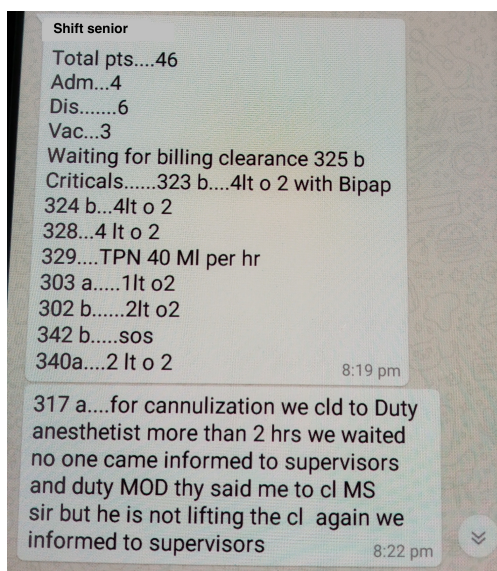 Shift senior
Total pts....46
Adm...4
Dis.......6
Vac...3
Waiting for billing clearance 325 b
Criticals......323 b....4lt o 2 with Bipap
324 b...4lt o 2
328...4 lt o 2
329....TPN 40 Ml per hr
303 a.....1lt o2
302 b......2lt o2
342 b.....sos
340a....2 lt o 2
8:19 pm
317 a....for cannulization we cld to Duty
anesthetist more than 2 hrs we waited
no one came informed to supervisors
and duty MOD thy said me to cl MS
sir but he is not lifting the cl again we
informed to supervisors
8:22 pm